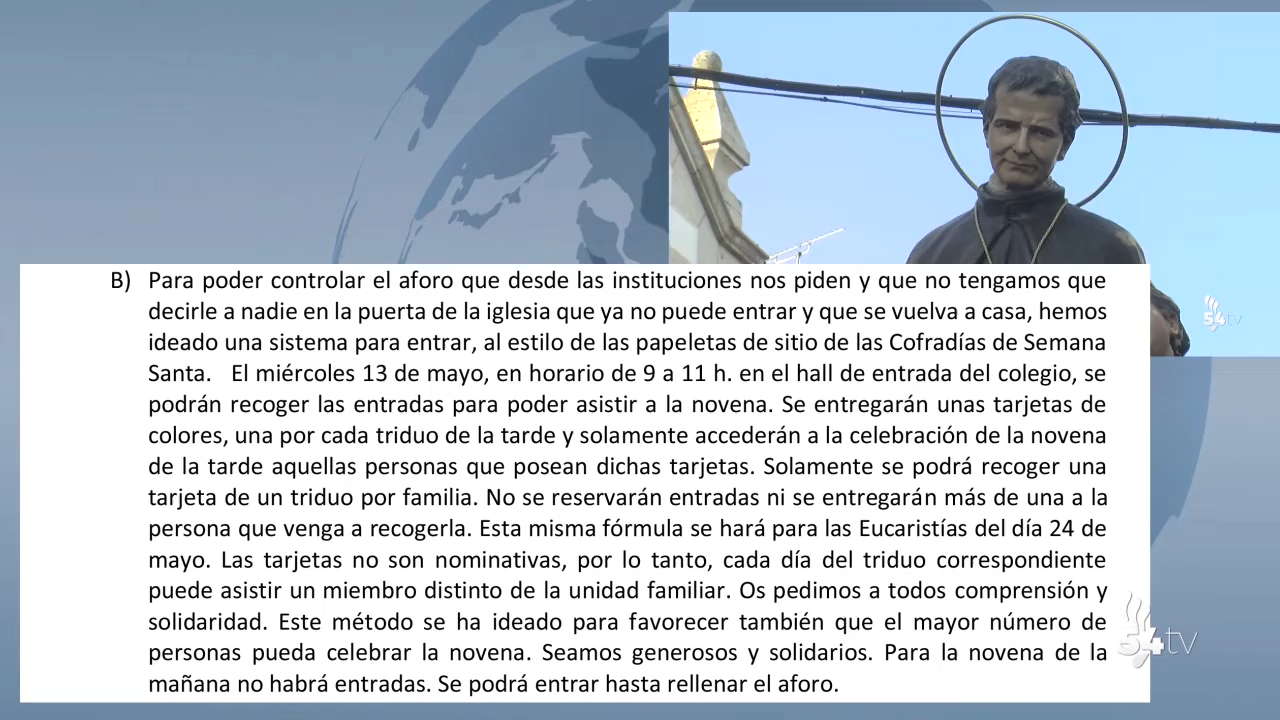 54tv
B) Para poder controlar el aforo que desde las instituciones nos piden y que no tengamos que
decirle a nadie en la puerta de la iglesia que ya no puede entrar y que se vuelva a casa, hemos
ideado una sistema para entrar, al estilo de las papeletas de sitio de las Cofradías de Semana
Santa. El miércoles 13 de mayo, en horario de 9 a 11 h. en el hall de entrada del colegio, se
podrán recoger las entradas para poder asistir a la novena. Se entregarán unas tarjetas de
colores, una por cada triduo de la tarde y solamente accederán a la celebración de la novena
de la tarde aquellas personas que posean dichas tarjetas. Solamente se podrá recoger una
tarjeta de un triduo por familia. No se reservarán entradas ni se entregarán más de una a la
persona que venga a recogerla. Esta misma fórmula se hará para las Eucaristías del día 24 de
mayo. Las tarjetas no son nominativas, por lo tanto, cada día del triduo correspondiente
puede asistir un miembro distinto de la unidad familiar. Os pedimos a todos comprensión y
solidaridad. Este método se ha ideado para favorecer también que el mayor número de
personas pueda celebrar la novena. Seamos generosos y solidarios. Para la novena de la
mañana no habrá entradas. Se podrá entrar hasta rellenar el aforo.
54tv